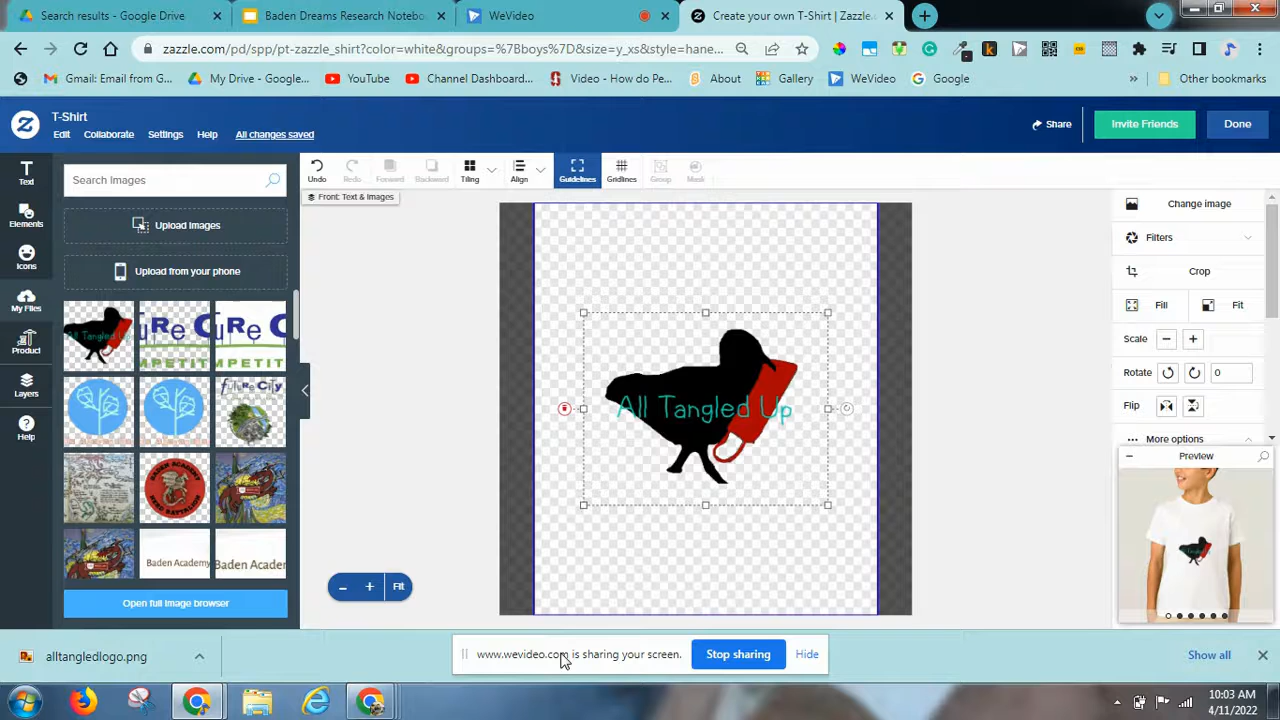 Search results - Google Drive
Baden Dreams Research Notebo
WeVideo
Create your own T-Shirt | Zazzle.
zazzle.com/pd/spp/pt-zazzle_shirt?color=white&groups=%7Bboys%7D&size=y_xs&style=hane
Gmail: Email from G...
My Drive - Google...
YouTube
Channel Dashboard...
Video - How do Pe...
About
Gallery
WeVideo
Google
Other bookmarks
T-Shirt
Edit
Collaborate
Settings
Help
All changes saved
Share
Invite Friends
Done
Text
Elements
Icons
My Files
Product
Layers
Help
Search Images
Upload Images
Upload from your phone
Open full image browser
Undo
Redo
Forward
Backward
Tiling
Align
Guidelines
Gridlines
Group
Mask
Front: Text & Images
All Tangled Up
Fit
Change image
Filters
Crop
Fill
Fit
Scale
Rotate
0
Flip
More options
Preview
alltangledlogo.png
www.wevideo.com is sharing your screen.
Stop sharing
Hide
Show all
10:03 AM
4/11/2022